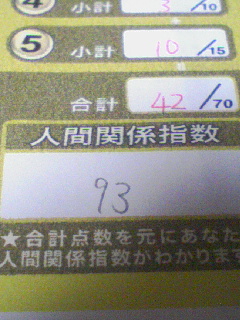 ④ 小計 3/10
⑤ 小計 10/15
合計 42/70
人間関係指数
93
★合計点数を元にあなた
人間関係指数がわかります